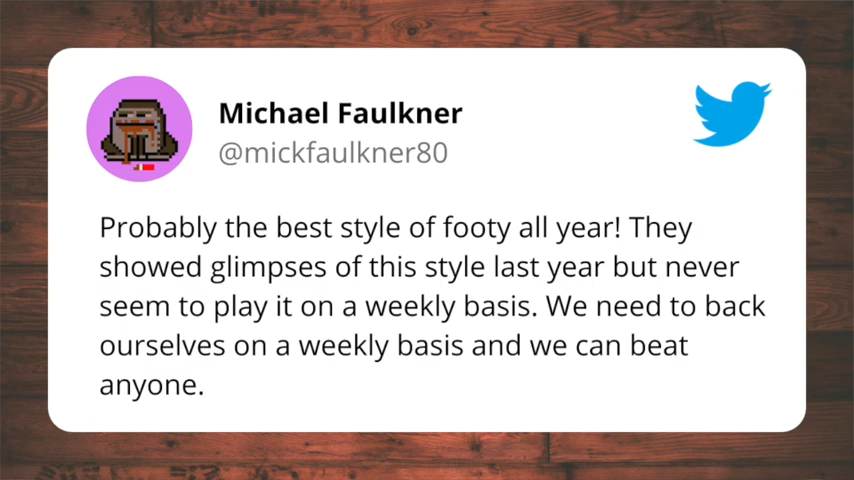 Michael Faulkner
@mickfaulkner80
Probably the best style of footy all year! They
showed glimpses of this style last year but never
seem to play it on a weekly basis. We need to back
ourselves on a weekly basis and we can beat
anyone.